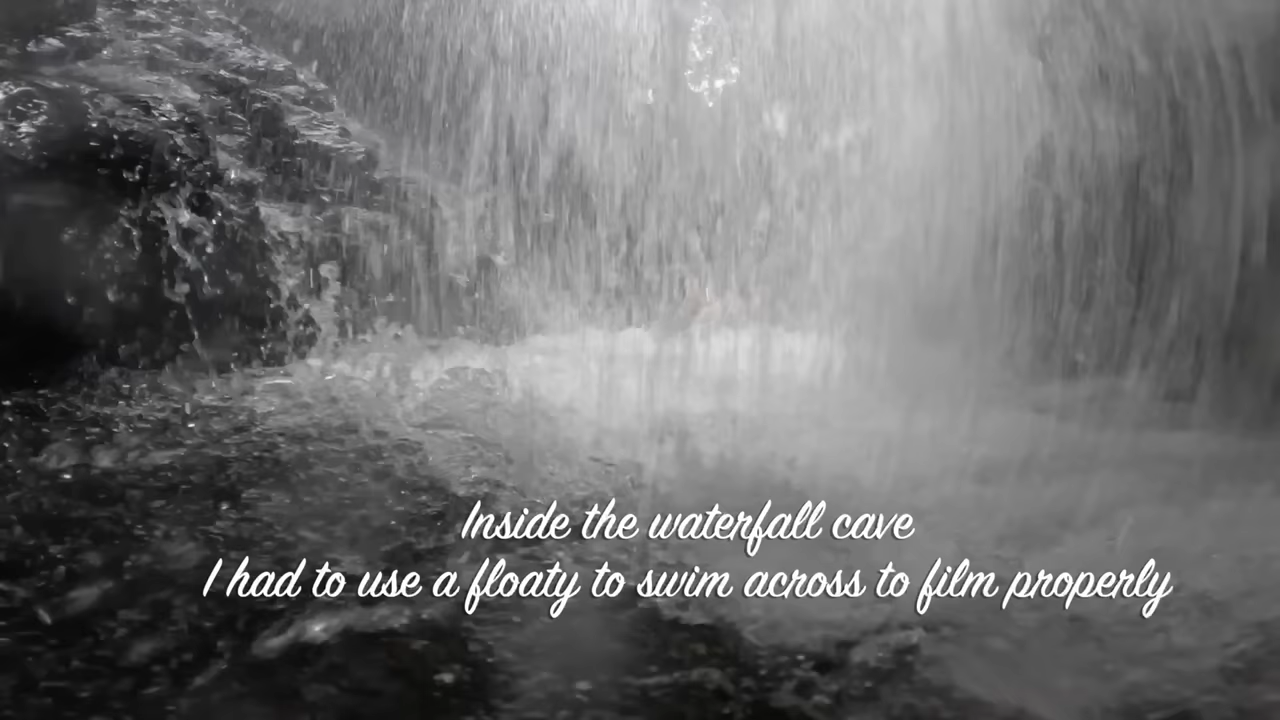 Inside the waterfall cave
I had to use a floaty to swim across to film properly